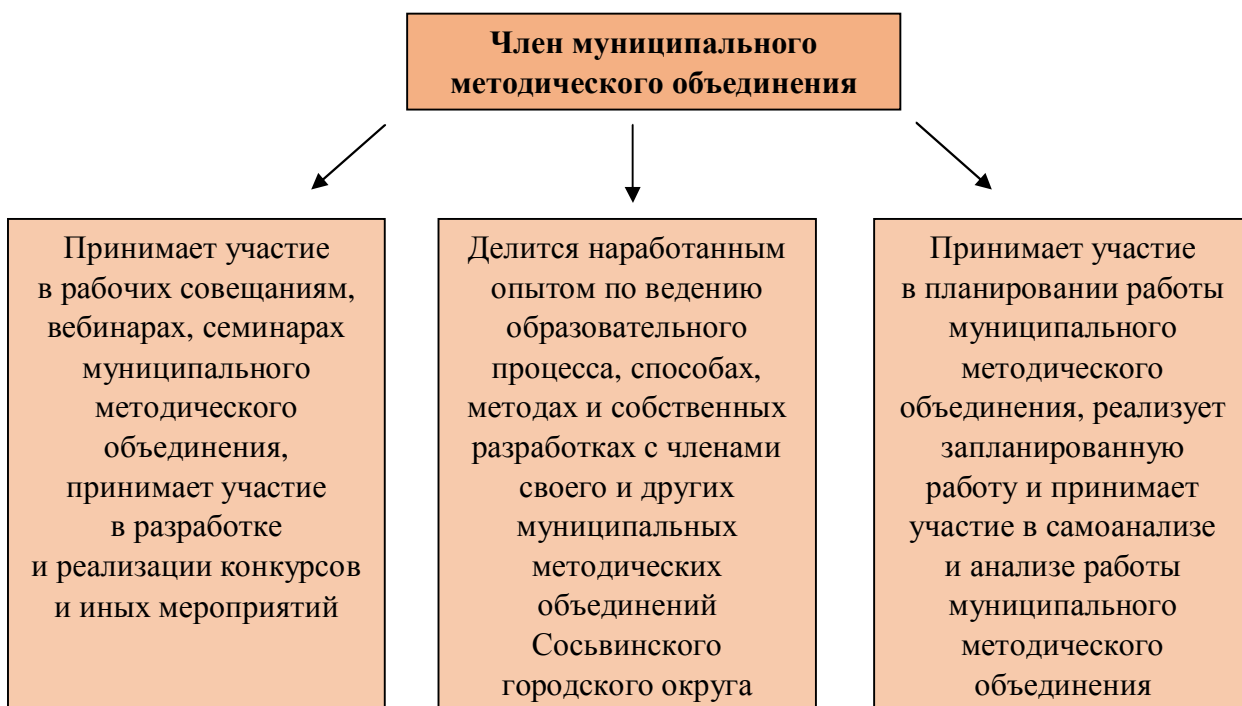 Член муниципального
методического объединения
Принимает участие
в рабочих совещаниям,
вебинарах, семинарах
муниципального
методического
объединения,
принимает участие
в разработке
и реализации конкурсов
и иных мероприятий
Делится наработанным
опытом по ведению
образовательного
процесса, способах,
методах и собственных
разработках с членами
своего и других
муниципальных
методических
объединений
Сосьвинского
городского округа
Принимает участие
в планировании работы
муниципального
методического
объединения, реализует
запланированную
работу и принимает
участие в самоанализе
и анализе работы
муниципального
методического
объединения